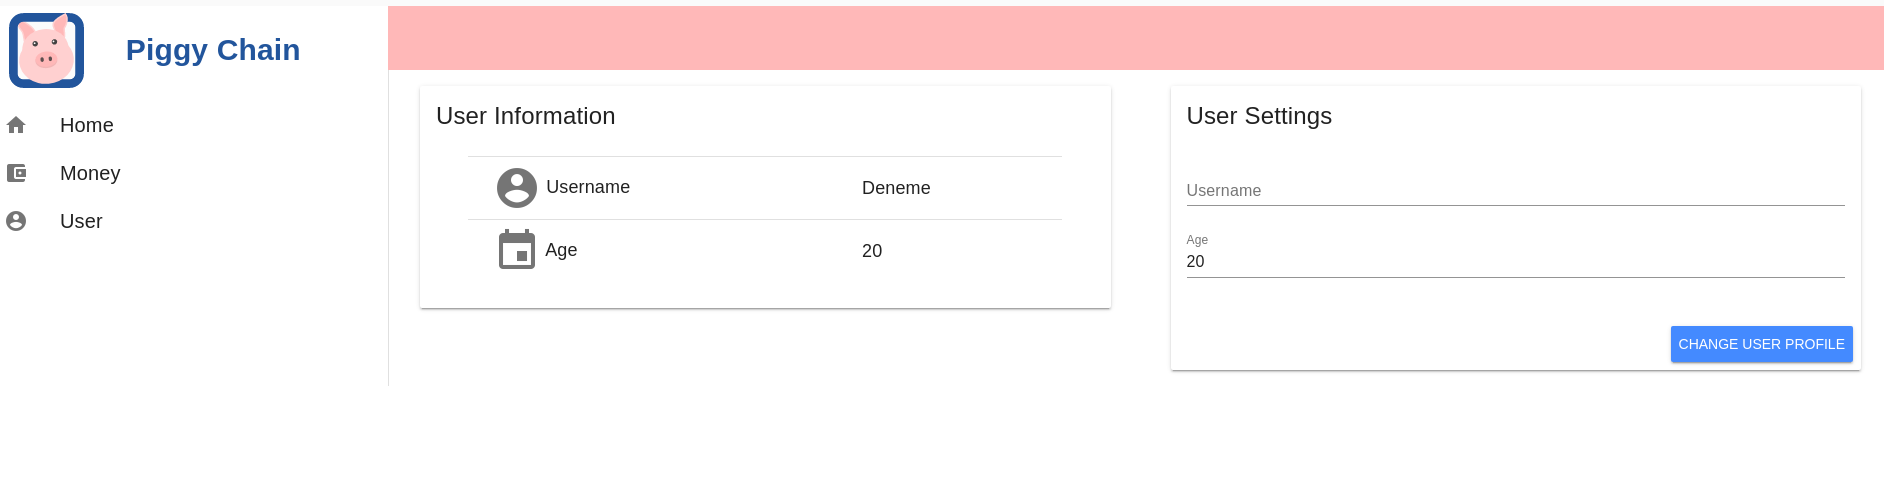 Piggy Chain
Home
Money
User
User Information
Username Deneme
Age 20
User Settings
Username
Age
20
CHANGE USER PROFILE